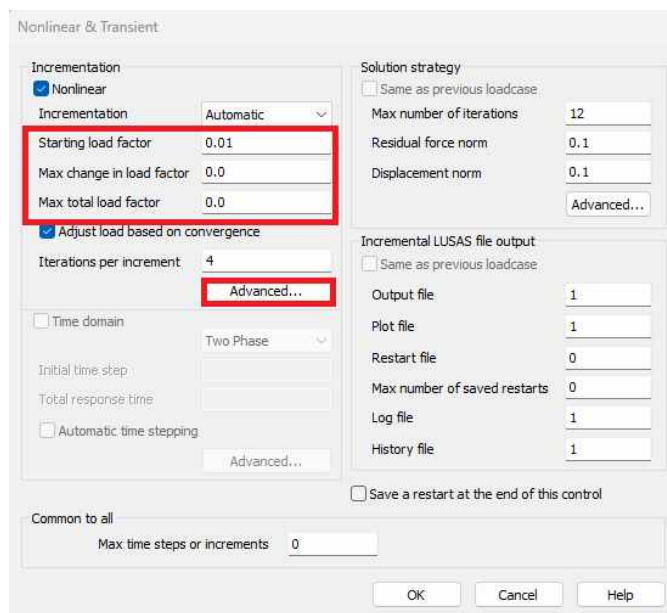 Nonlinear & Transient
Incrementation
Nonlinear
Incrementation Automatic
Starting load factor 0.01
Max change in load factor 0.0
Max total load factor 0.0
Adjust load based on convergence
Iterations per increment 4
Advanced...
Time domain
Two Phase
Initial time step
Total response time
Automatic time stepping
Advanced...
Solution strategy
Same as previous loadcase
Max number of iterations 12
Residual force norm 0.1
Displacement norm 0.1
Advanced...
Incremental LUSAS file output
Same as previous loadcase
Output file 1
Plot file 1
Restart file 0
Max number of saved restarts 0
Log file 1
History file 1
Save a restart at the end of this control
Common to all
Max time steps or increments 0
OK Cancel Help